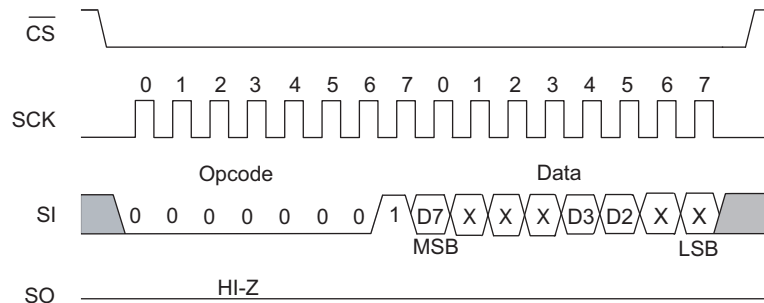 CS
0 1 2 3 4 5 6 7 0 1 2 3 4 5 6 7
SCK
Opcode Data
SI 0 0 0 0 0 0 0 1 D7 X X X D3 D2 X X
MSB LSB
HI-Z
SO